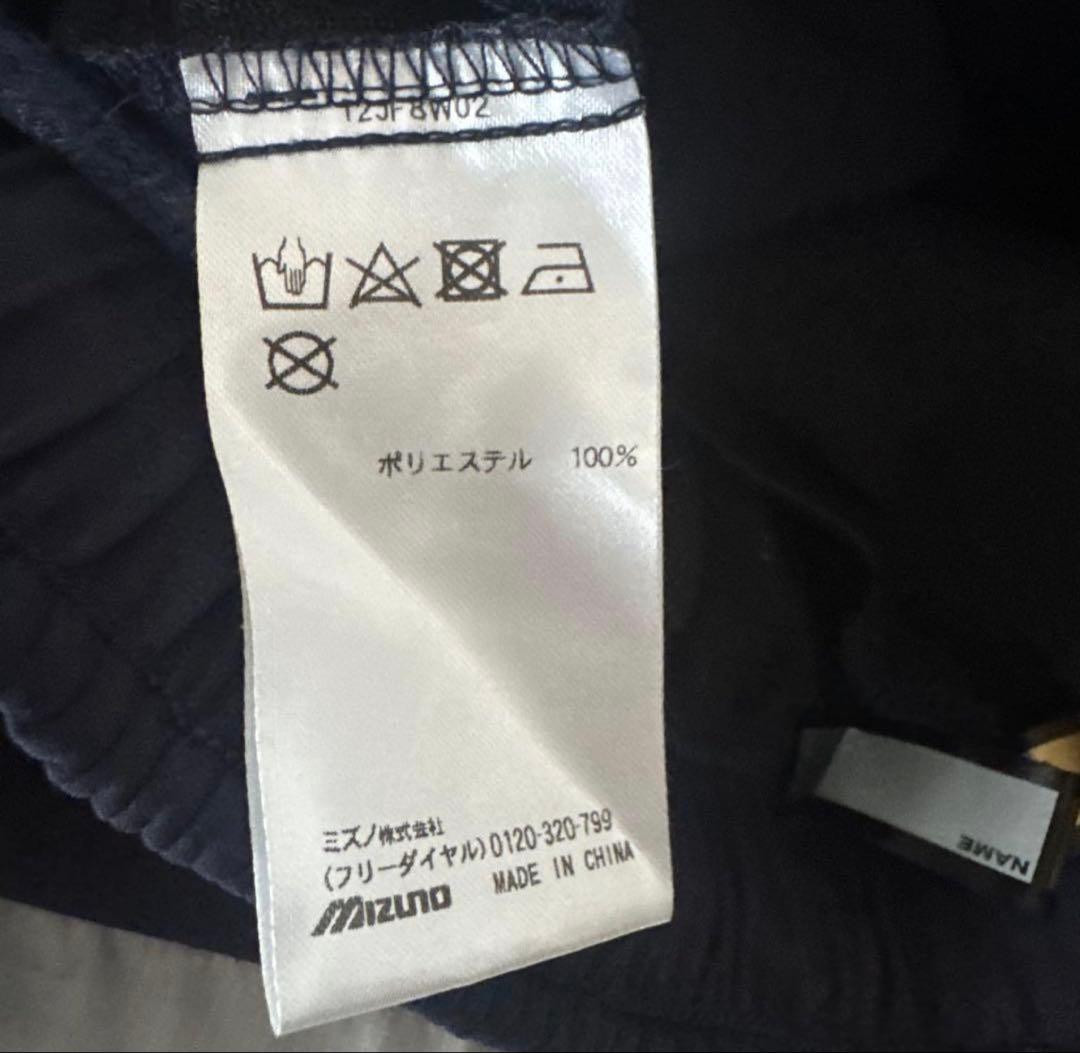 12JF8W02
ポリエステル 100%
ミズノ株式会社
(フリーダイヤル)0120-320-799
MIZUNO MADE IN CHINA
NAME